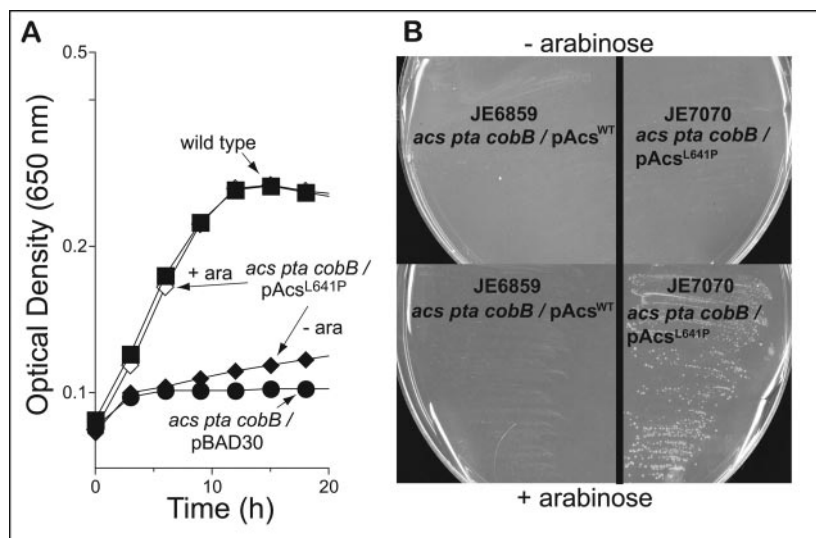 A
Optical Density (650 nm)
0.5
0.2
0.1
wild type
+ ara
acs pta cobB /
pAcsL641P
- ara
acs pta cobB /
pBAD30
0
10
20
Time (h)
B
- arabinose
JE6859
acs pta cobB / pAcsWT
JE7070
acs pta cobB /
pAcsL641P
JE6859
acs pta cobB / pAcsWT
JE7070
acs pta cobB /
pAcsL641P
+ arabinose